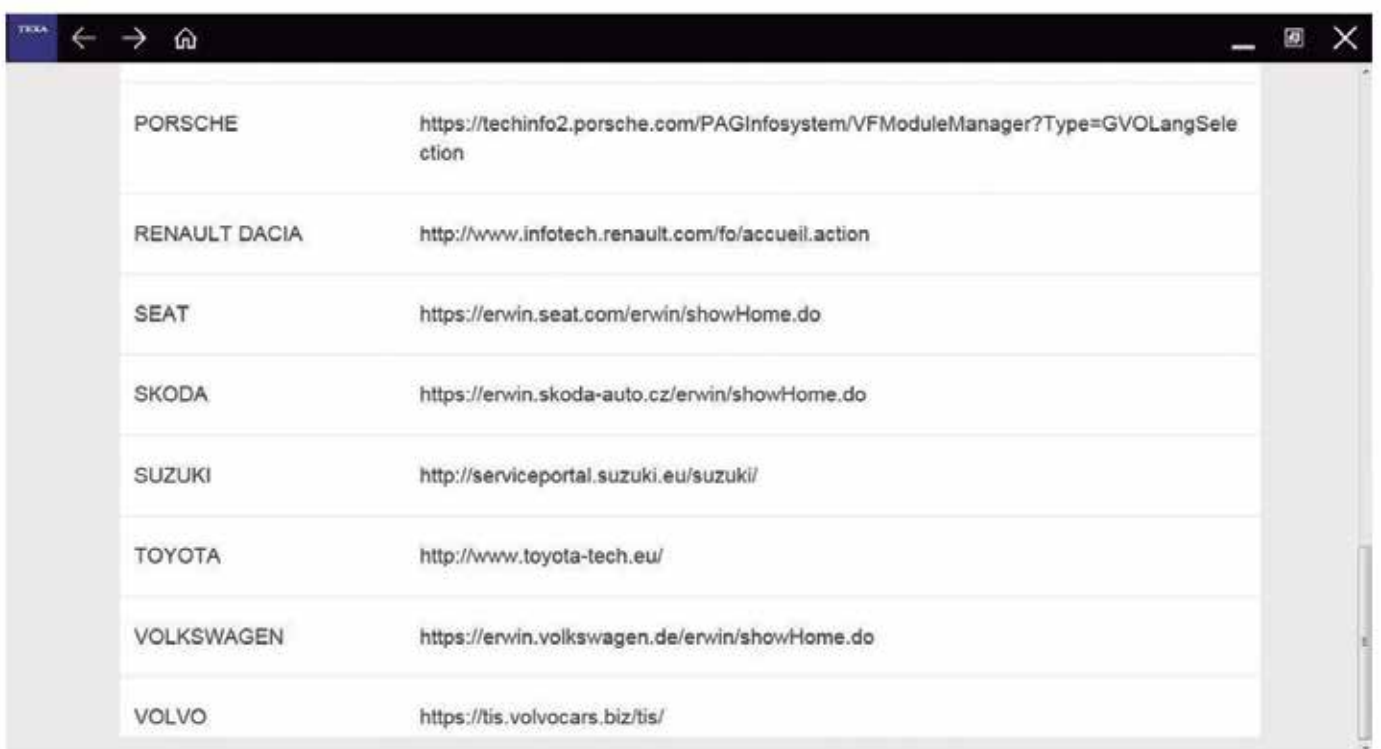 TEXA
PORSCHE https://techinfo2.porsche.com/PAGInfosystem/VFModuleManager?Type=GVOLangSele
ction
RENAULT DACIA http://www.infotech.renault.com/fo/accueil.action
SEAT https://erwin.seat.com/erwin/showHome.do
SKODA https://erwin.skoda-auto.cz/erwin/showHome.do
SUZUKI http://serviceportal.suzuki.eu/suzuki/
TOYOTA http://www.toyota-tech.eu/
VOLKSWAGEN https://erwin.volkswagen.de/erwin/showHome.do
VOLVO https://tis.volvocars.biz/tis/